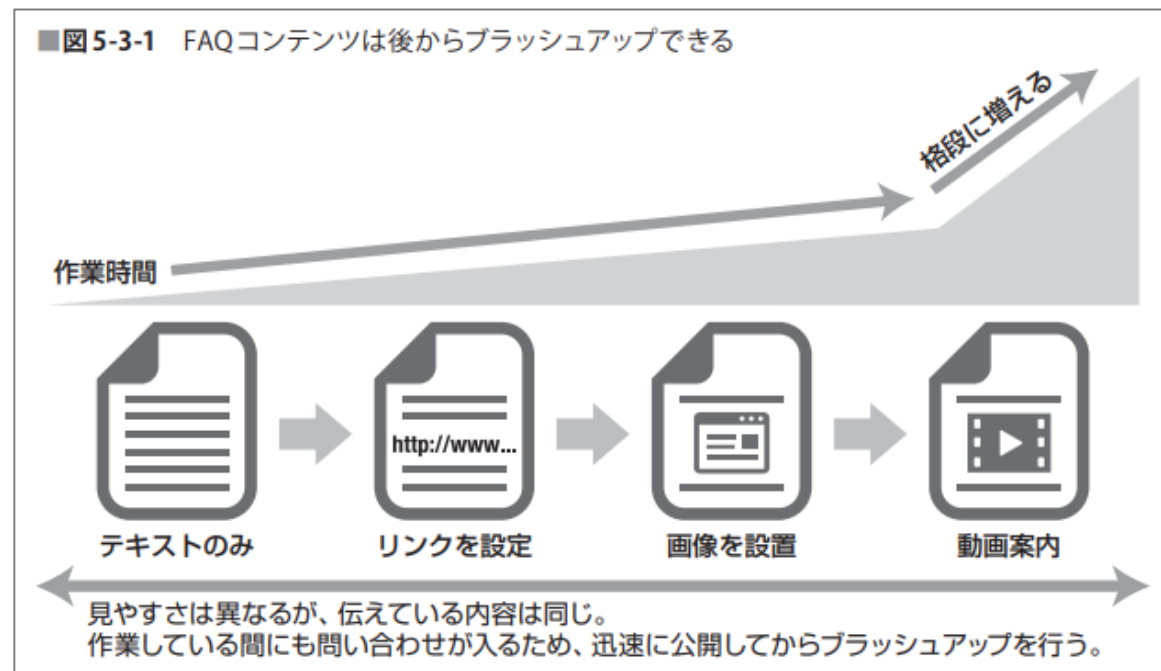 ■図5-3-1 FAQコンテンツは後からブラッシュアップできる
格段に増える
作業時間
http://www...
テキストのみ
リンクを設定
画像を設置
動画案内
見やすさは異なるが、伝えている内容は同じ。
作業している間にも問い合わせが入るため、迅速に公開してからブラッシュアップを行う。